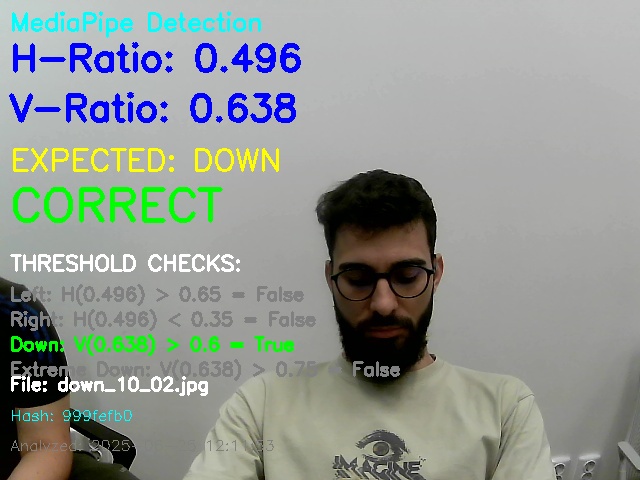 MediaPipe Detection
H-Ratio: 0.496
V-Ratio: 0.638
EXPECTED: DOWN
CORRECT
THRESHOLD CHECKS:
Left: H(0.496) > 0.65 = False
Right: H(0.496) < 0.35 = False
Down: V(0.638) > 0.6 = True
Extreme Down: V(0.638) > 0.75 = False
File: down_10_02.jpg
Hash: 999fefb0
Analyzed:
IMAGINE